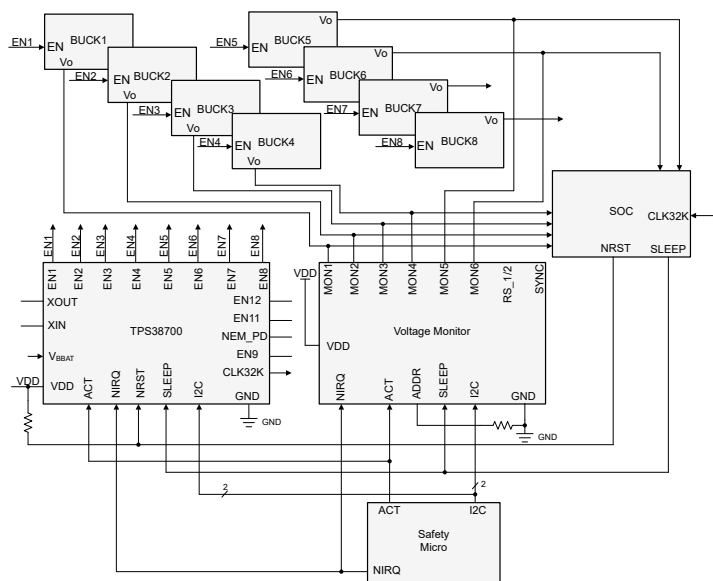 Vo
Vo
EN1
EN
BUCK1
Vo
EN2
EN
BUCK2
Vo
EN3
EN
BUCK3
Vo
EN4
EN
BUCK4
Vo
EN5
EN
BUCK5
EN6
EN
BUCK6
EN7
EN
BUCK7
Vo
EN8
EN
BUCK8
Vo
SOC
CLK32K
NRST
SLEEP
EN1
EN2
EN3
EN4
EN5
EN6
EN7
EN8
EN1
EN2
EN3
EN4
EN5
EN6
EN7
EN8
XOUT
XIN
VBBAT
VDD
VDD
TPS38700
EN12
EN11
NEM_PD
EN9
CLK32K
GND
GND
ACT
NIRQ
NRST
SLEEP
I2C
VDD
MON1
MON2
MON3
MON4
MON5
MON6
RS_1/2
SYNC
Voltage Monitor
VDD
NIRQ
ACT
ADDR
SLEEP
I2C
GND
GND
2
2
ACT
I2C
Safety
Micro
NIRQ